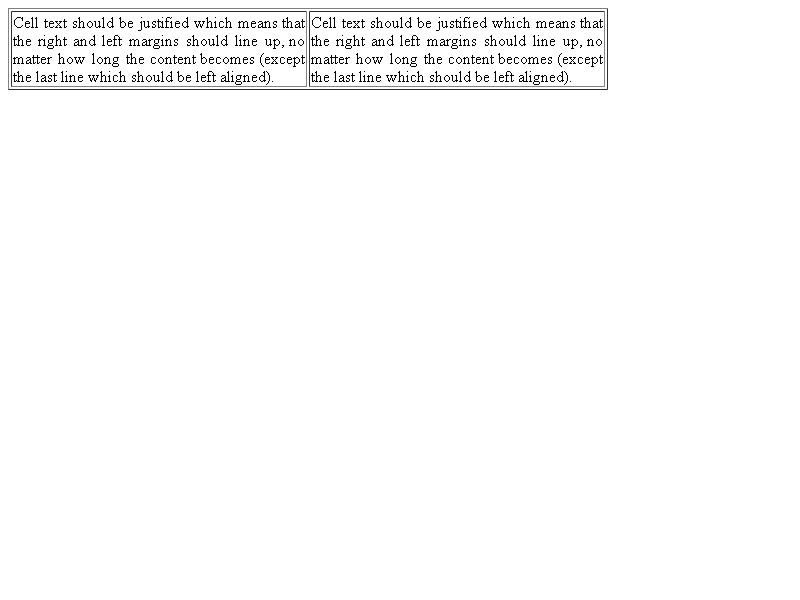 Cell text should be justified which means that
the right and left margins should line up, no
matter how long the content becomes (except
the last line which should be left aligned).
Cell text should be justified which means that
the right and left margins should line up, no
matter how long the content becomes (except
the last line which should be left aligned).